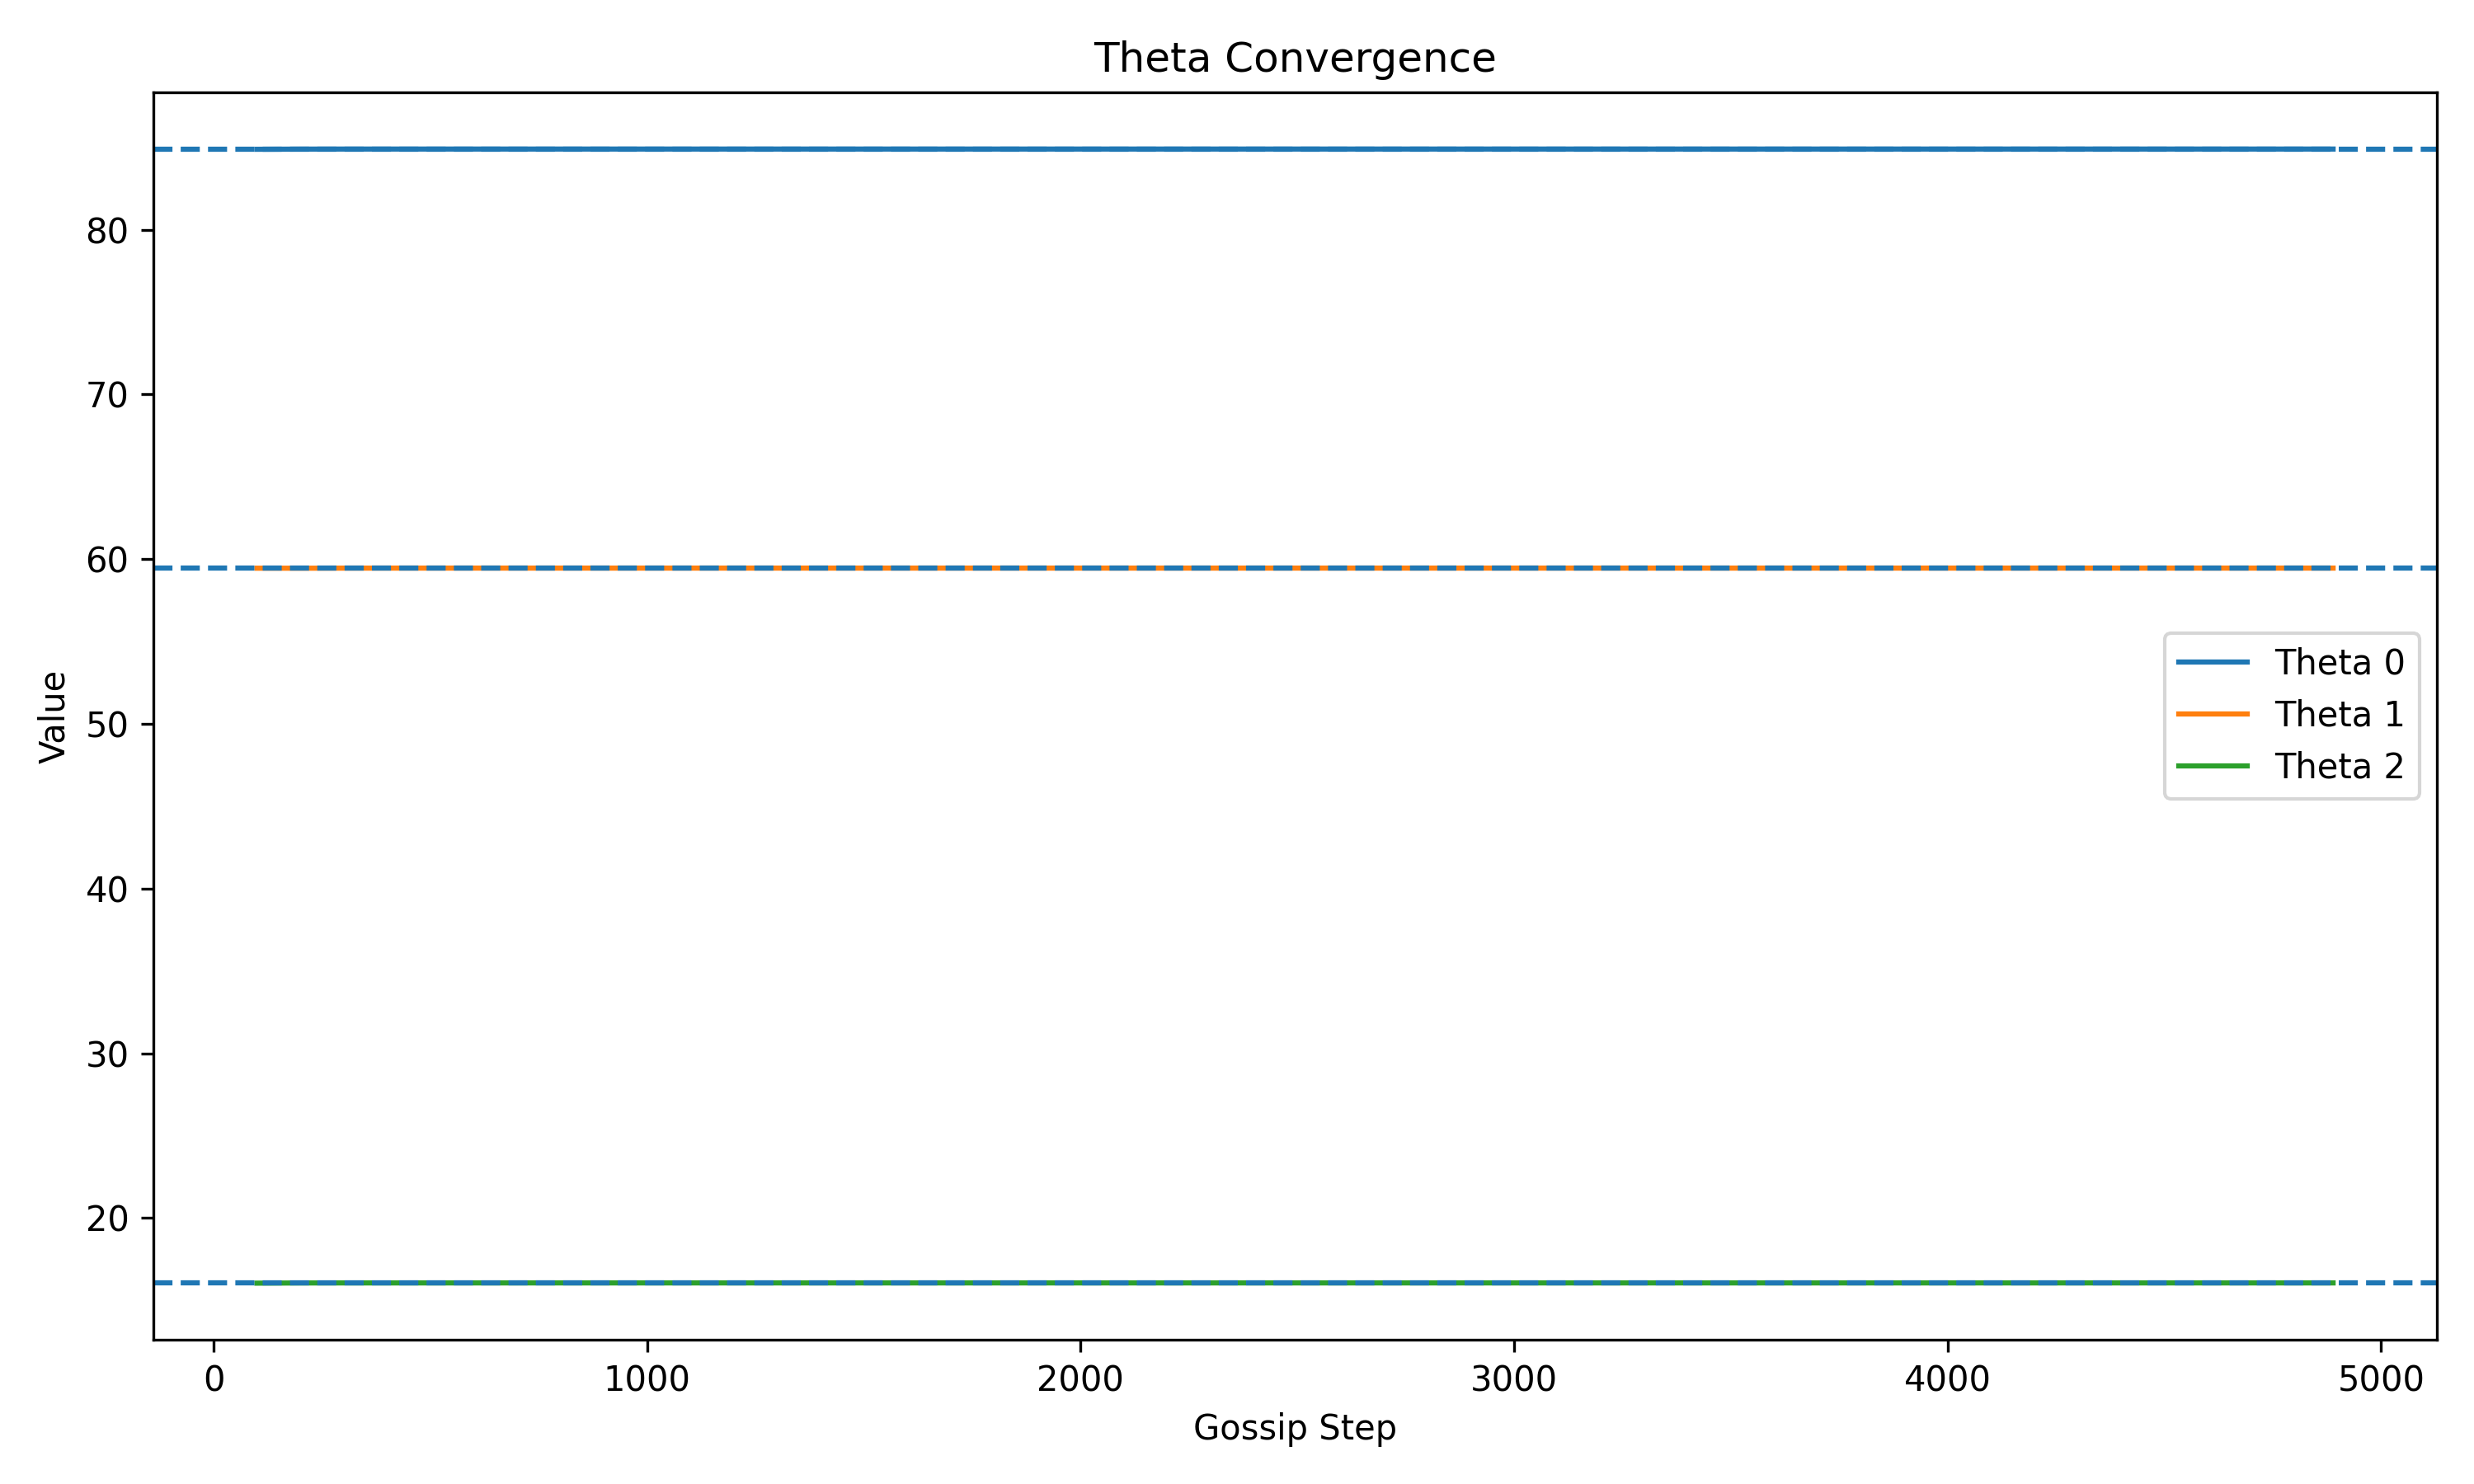 Theta Convergence
80
70
60
50
40
30
20
Value
Theta 0
Theta 1
Theta 2
0 1000 2000 3000 4000 5000
Gossip Step